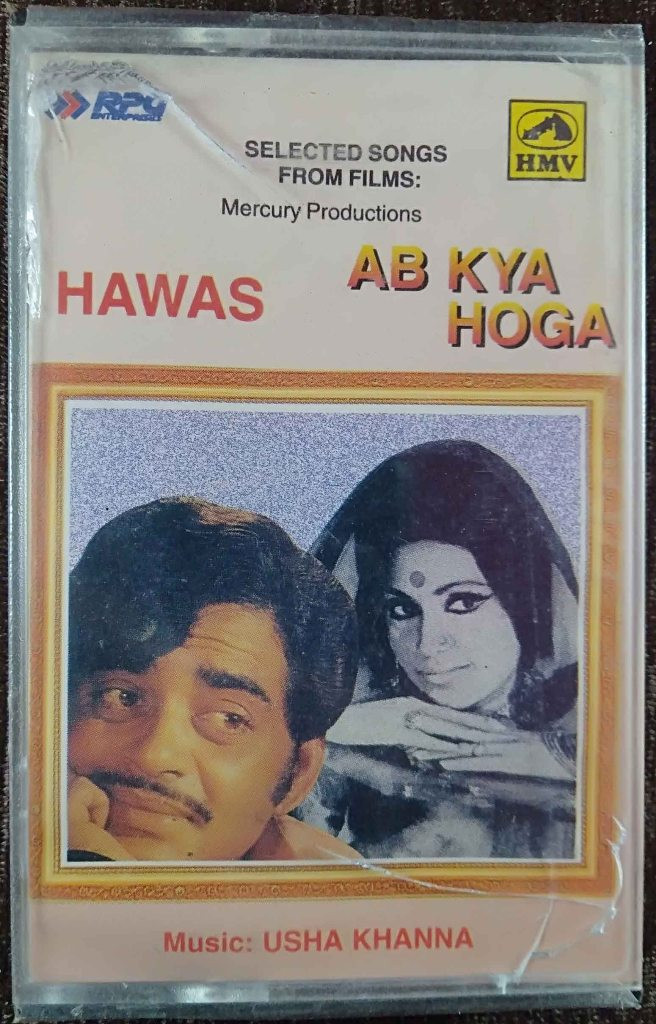 RPG
ENTERPRISES
HMV
SELECTED SONGS
FROM FILMS:
Mercury Productions
HAWAS
AB KYA
HOGA
Music: USHA KHANNA